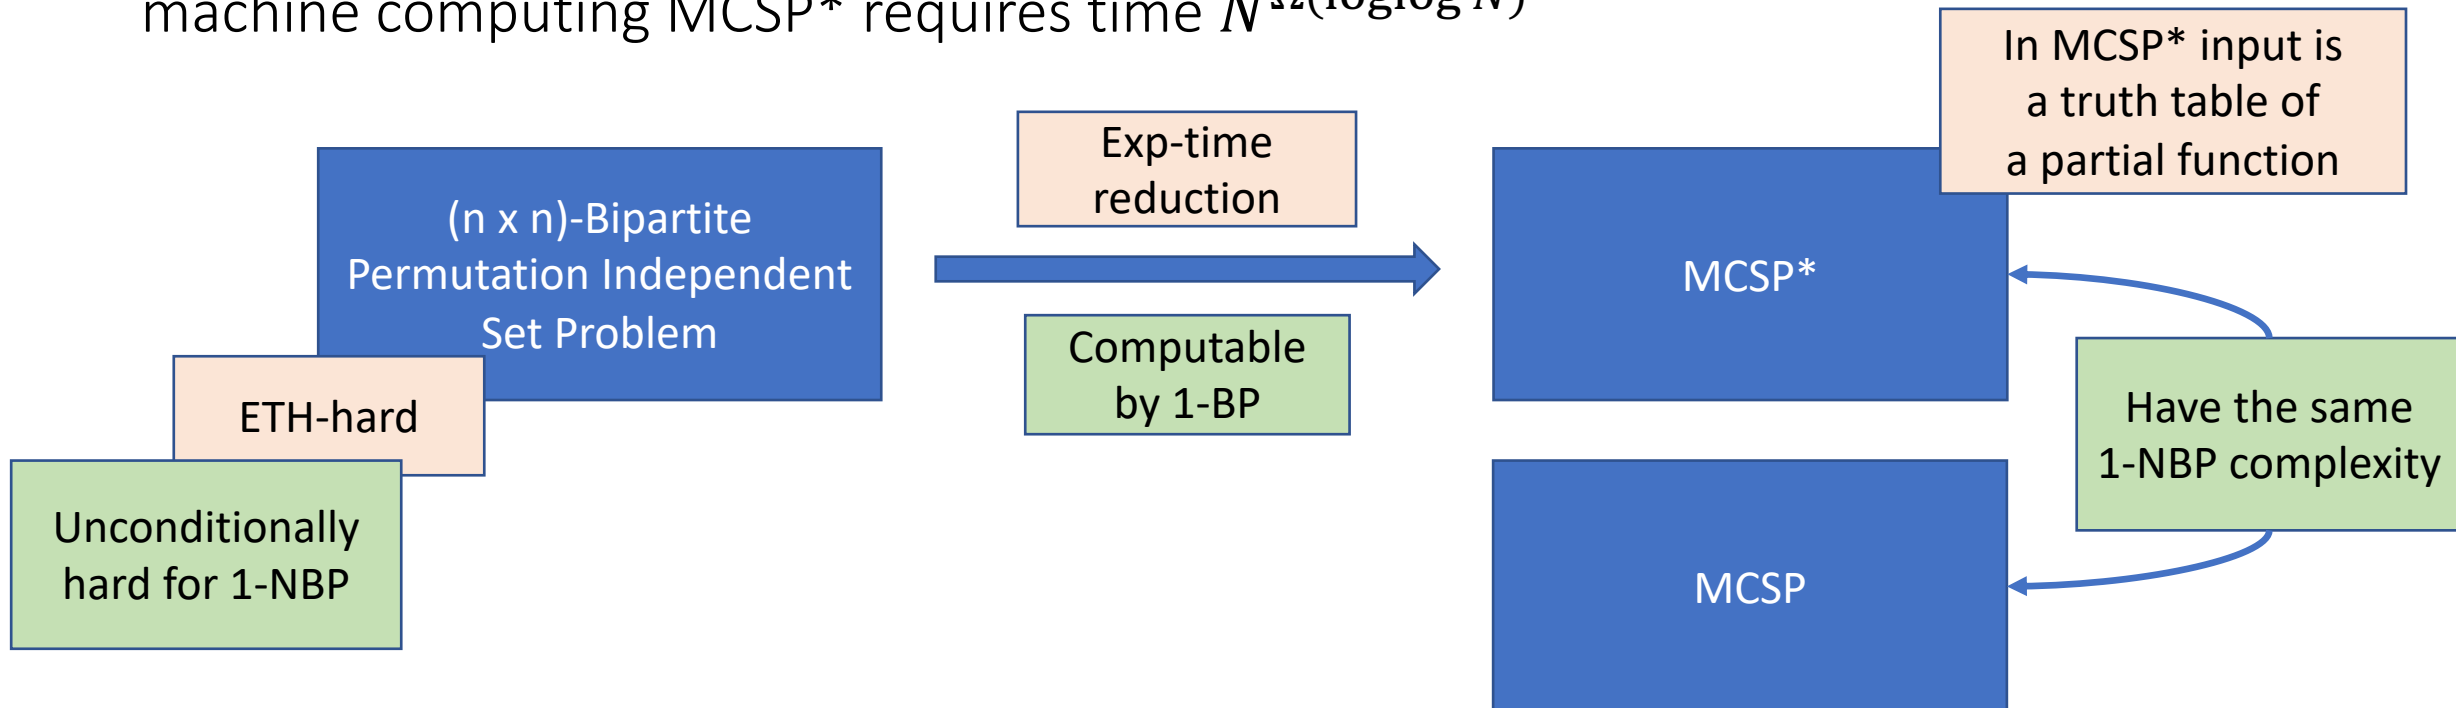 machine computing MCSP* requires time N^Ω(loglog N)
In MCSP* input is
a truth table of
a partial function
Exp-time
reduction
(n x n)-Bipartite
Permutation Independent
Set Problem
MCSP*
Computable
by 1-BP
ETH-hard
Have the same
1-NBP complexity
Unconditionally
hard for 1-NBP
MCSP